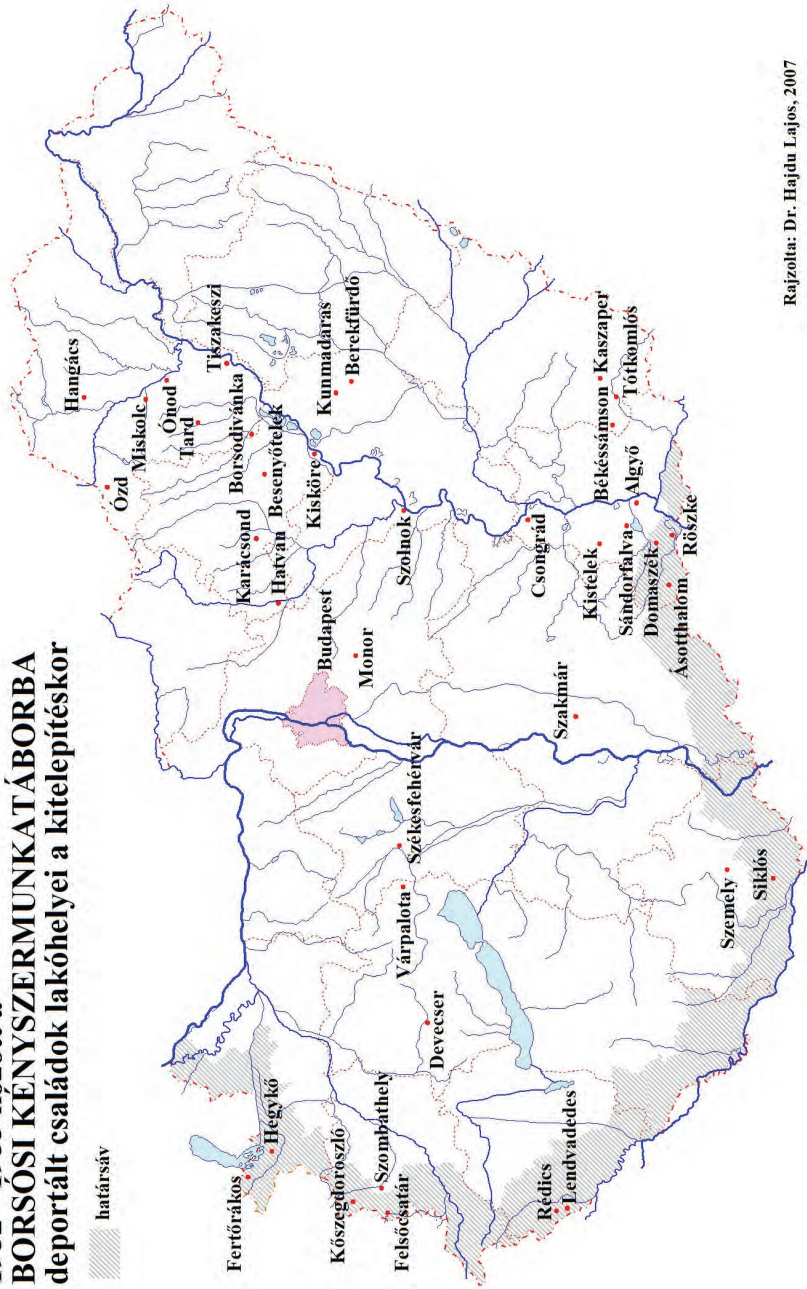 BORSOSI KÉNYSZERMUNKATÁBORBA
deportált családok lakóhelyei a kitelepítéskor
határsáv
Hangács
Ózd
Miskolc
Ónod
Tard
Tiszakeszi
Borsodivánka
Besenyőtelek
Karácsond
Hatvan
Kisköre
Kunmadaras
Berekfürdő
Budapest
Monor
Szolnok
Fertőrákos
Hegykő
Kőszegdoroszló
Szombathely
Felsőcsatár
Devecser
Várpalota
Székesfehérvár
Csongrád
Szakmár
Kistelek
Békéssámson
Kaszaper
Tótkomlós
Sándorfalva
Algyő
Domaszék
Röszke
Ásotthalom
Redics
Lendvadedes
Szemely
Siklós
Rajzolta: Dr. Hajdu Lajos, 2007